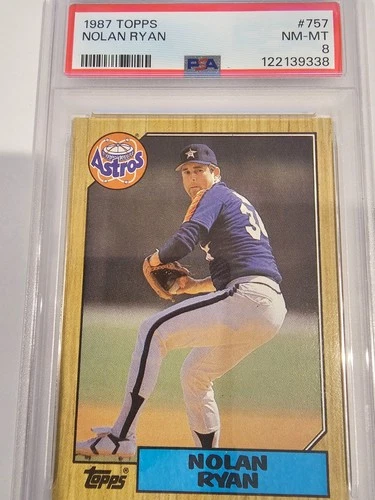 1987 TOPPS #757
NOLAN RYAN NM-MT
PSA 8
122139338
Astros
34
Topps®
NOLAN
RYAN